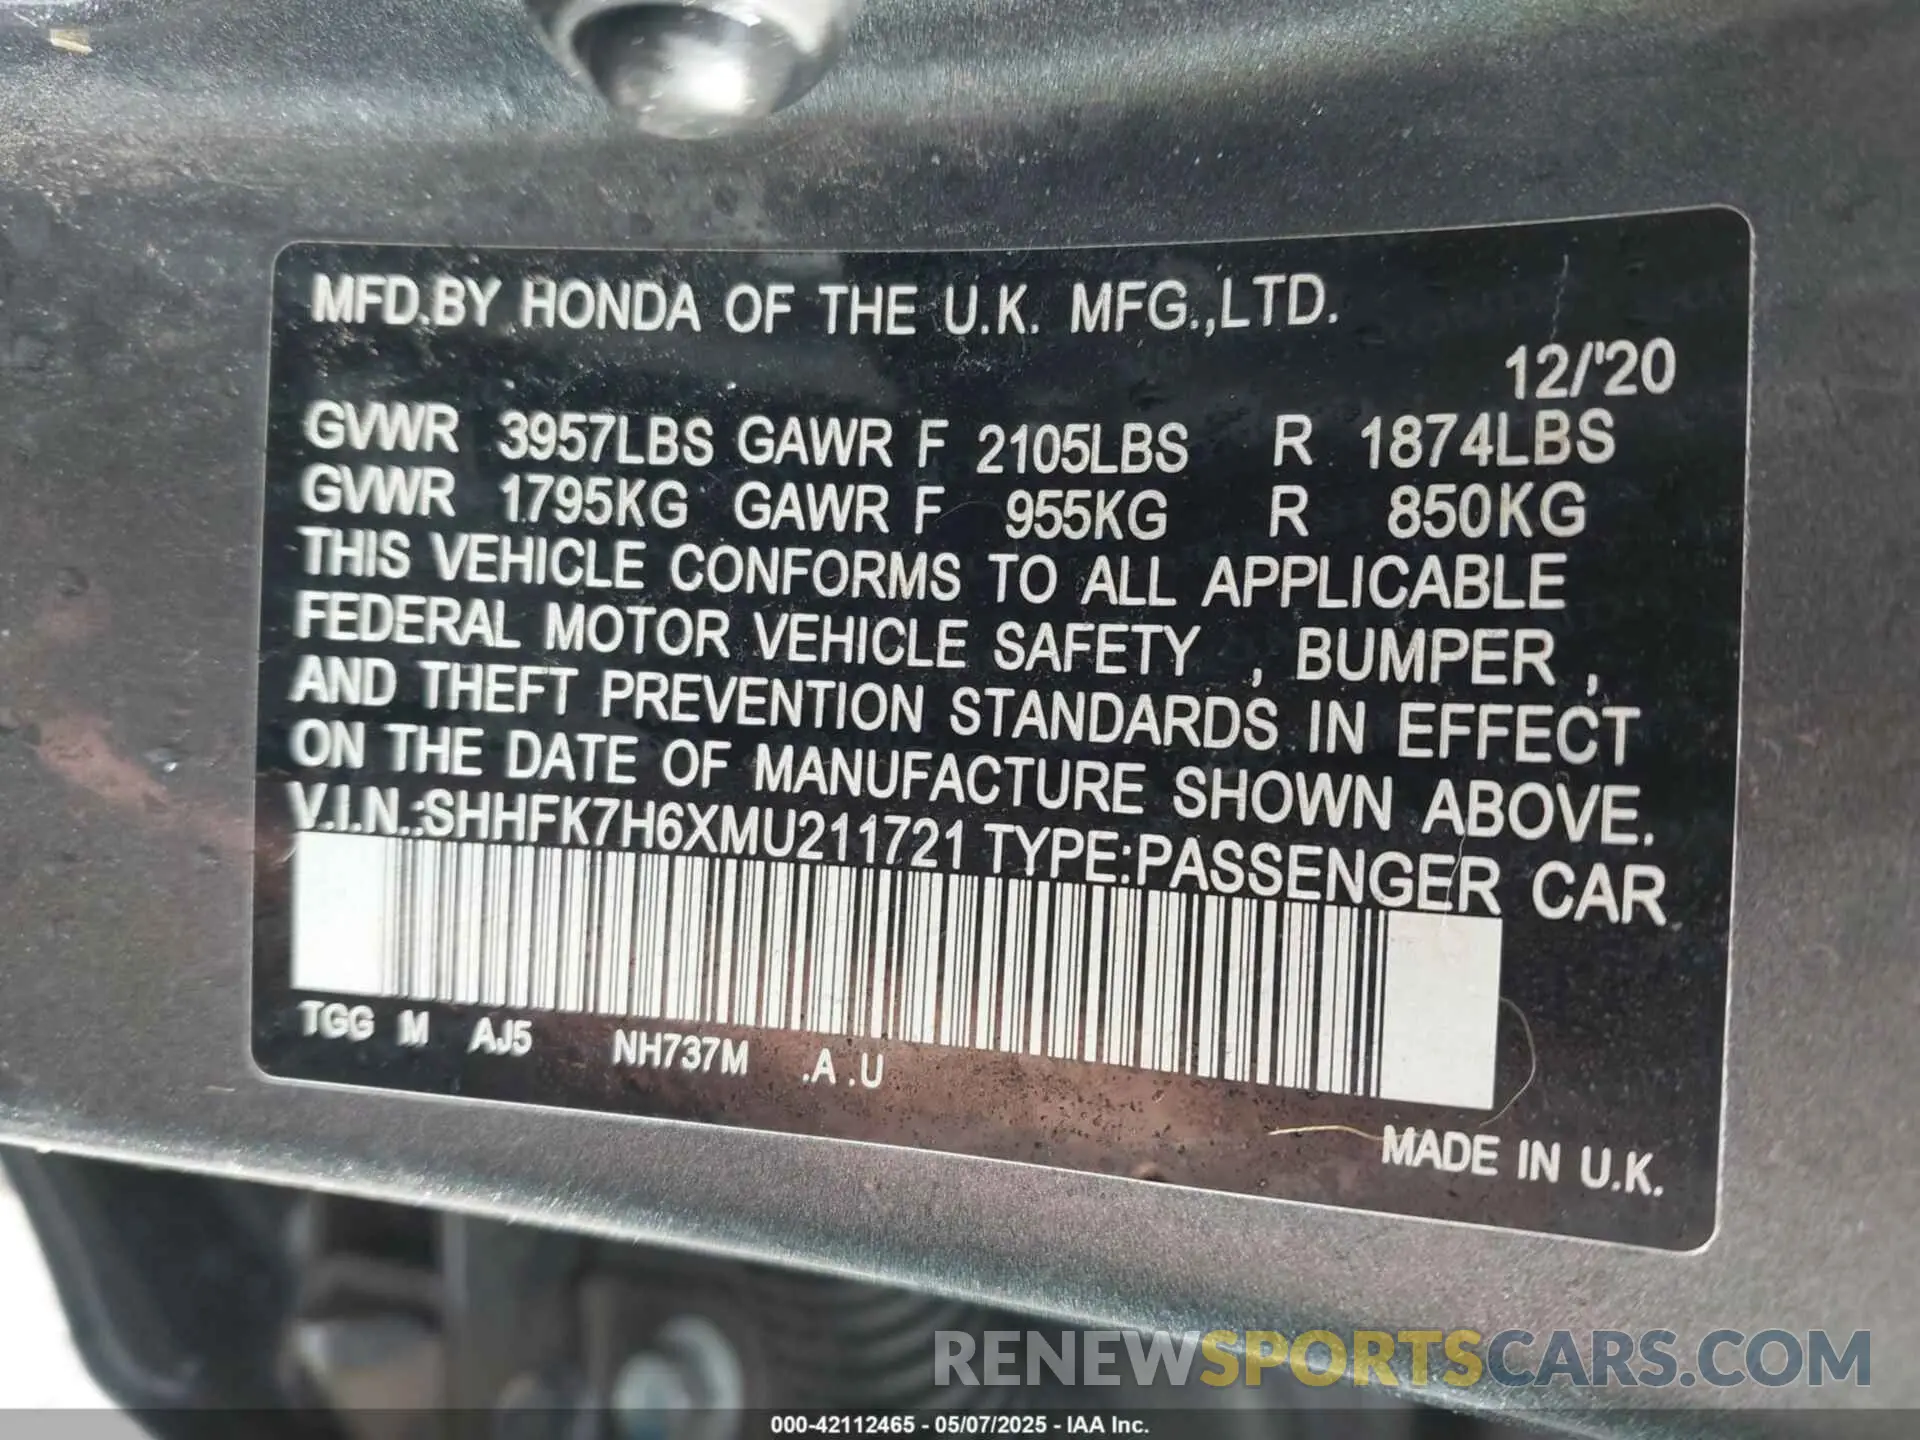 MFD.BY HONDA OF THE U.K. MFG.,LTD.
12/'20
GVWR 3957LBS GAWR F 2105LBS R 1874LBS
GVWR 1795KG GAWR F 955KG R 850KG
THIS VEHICLE CONFORMS TO ALL APPLICABLE
FEDERAL MOTOR VEHICLE SAFETY , BUMPER ,
AND THEFT PREVENTION STANDARDS IN EFFECT
ON THE DATE OF MANUFACTURE SHOWN ABOVE.
V.I.N.:SHHFK7H6XMU211721 TYPE:PASSENGER CAR
TGG M AJ5 NH737M .A .U
MADE IN U.K.
RENEWSPORTSCARS.COM
000-42112465 - 05/07/2025 - IAA Inc.